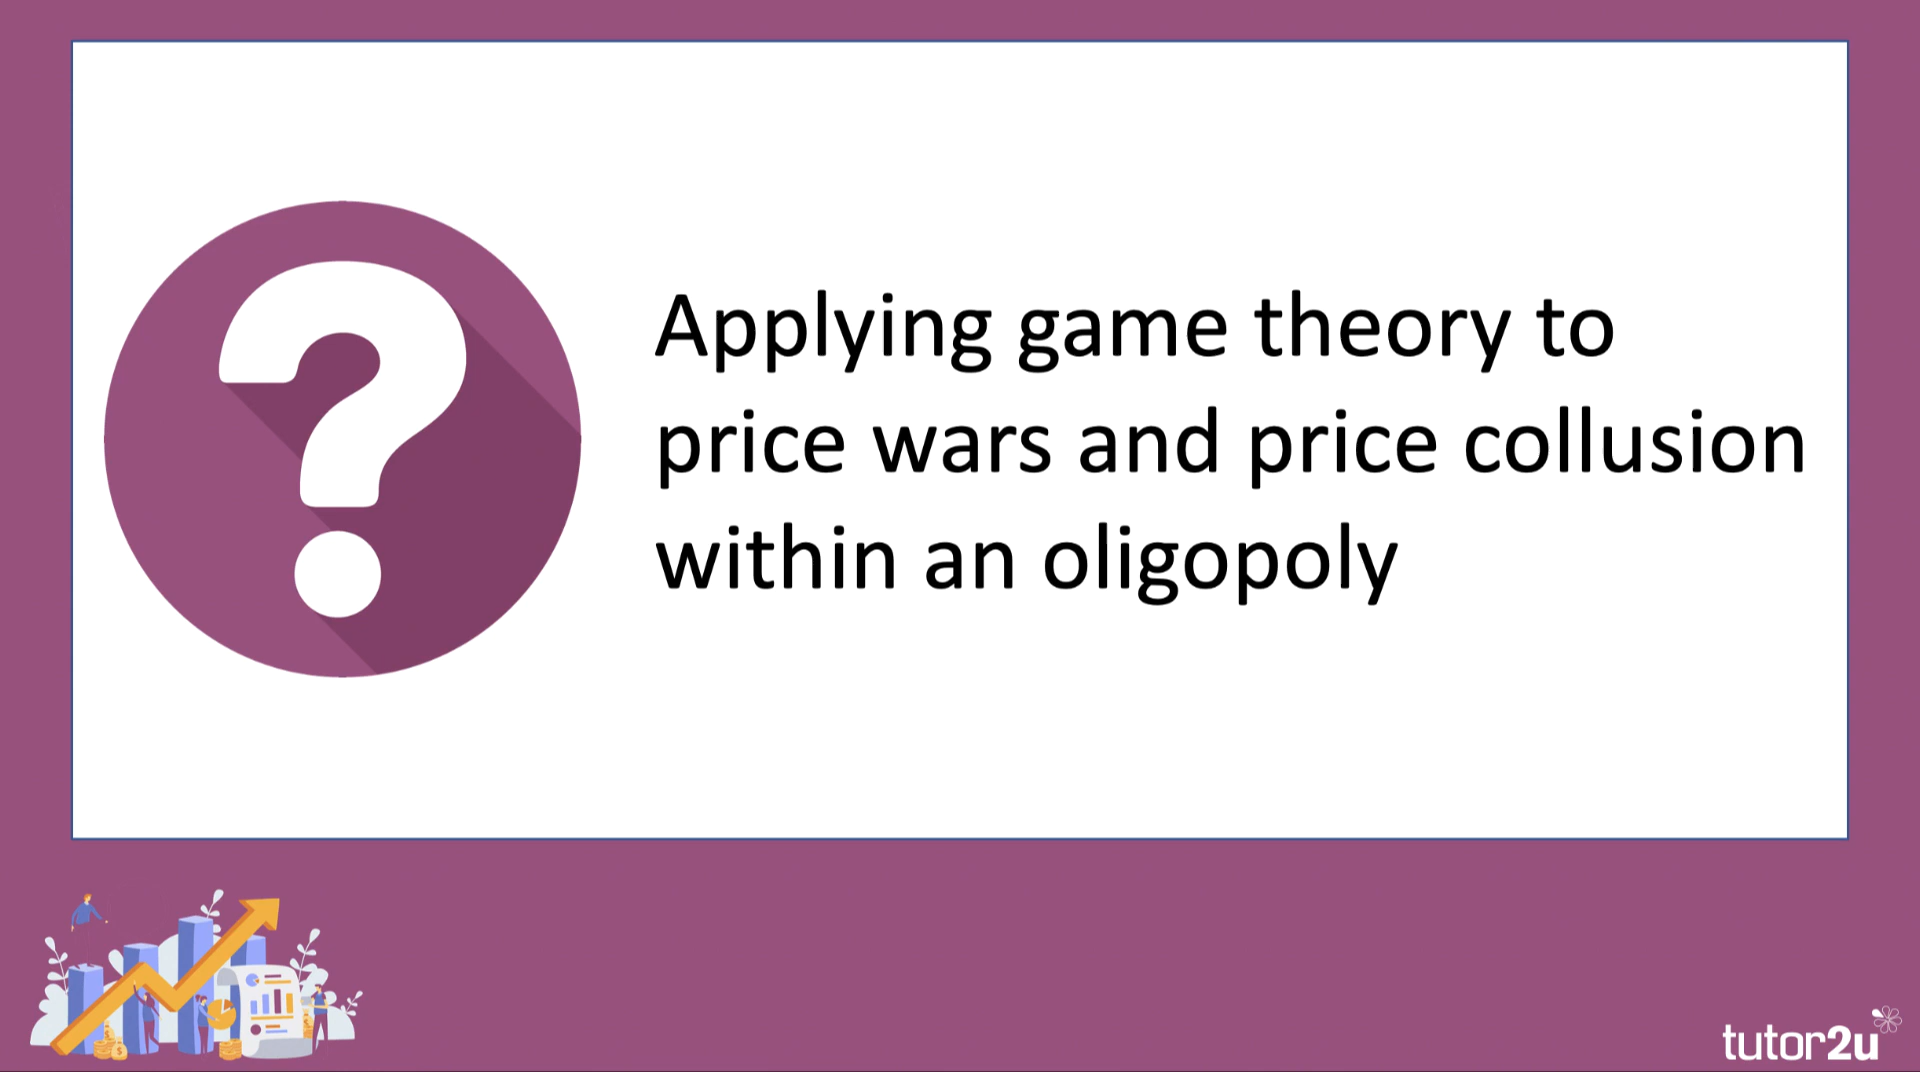 Applying game theory to
price wars and price collusion
within an oligopoly
tutor2u